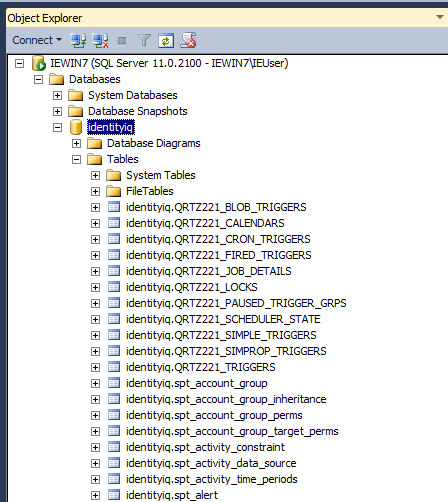 Object Explorer
Connect
IEWIN7 (SQL Server 11.0.2100 - IEWIN7\IEUser)
Databases
System Databases
Database Snapshots
identityiq
Database Diagrams
Tables
System Tables
FileTables
identityiq.QRTZ221_BLOB_TRIGGERS
identityiq.QRTZ221_CALENDARS
identityiq.QRTZ221_CRON_TRIGGERS
identityiq.QRTZ221_FIRED_TRIGGERS
identityiq.QRTZ221_JOB_DETAILS
identityiq.QRTZ221_LOCKS
identityiq.QRTZ221_PAUSED_TRIGGER_GRPS
identityiq.QRTZ221_SCHEDULER_STATE
identityiq.QRTZ221_SIMPLE_TRIGGERS
identityiq.QRTZ221_SIMPROP_TRIGGERS
identityiq.QRTZ221_TRIGGERS
identityiq.spt_account_group
identityiq.spt_account_group_inheritance
identityiq.spt_account_group_perms
identityiq.spt_account_group_target_perms
identityiq.spt_activity_constraint
identityiq.spt_activity_data_source
identityiq.spt_activity_time_periods
identityiq.spt_alert